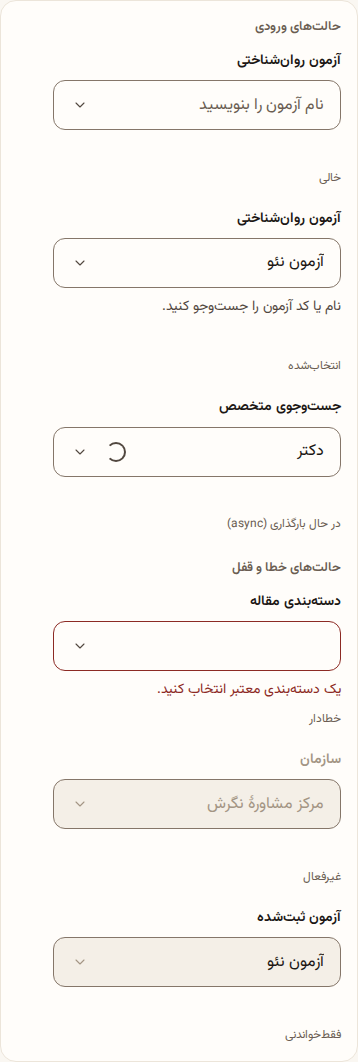 حالت‌های ورودی
آزمون روان‌شناختی
نام آزمون را بنویسید
خالی
آزمون روان‌شناختی
آزمون نئو
نام یا کد آزمون را جست‌وجو کنید.
انتخاب‌شده
جست‌وجوی متخصص
دکتر
در حال بارگذاری (async)
حالت‌های خطا و قفل
دسته‌بندی مقاله
یک دسته‌بندی معتبر انتخاب کنید.
خطادار
سازمان
مرکز مشاورهٔ نگرش
غیرفعال
آزمون ثبت‌شده
آزمون نئو
فقط‌خواندنی